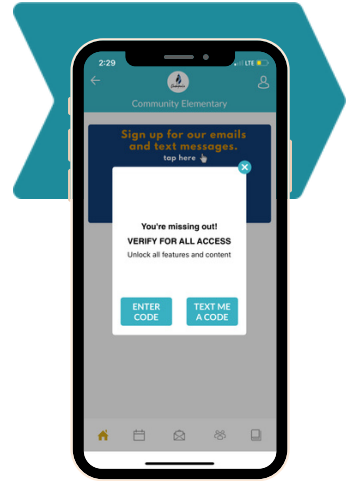 2:29
LTE
Community Elementary
Sign up for our emails
and text messages.
tap here
You're missing out!
VERIFY FOR ALL ACCESS
Unlock all features and content
ENTER
CODE
TEXT ME
A CODE